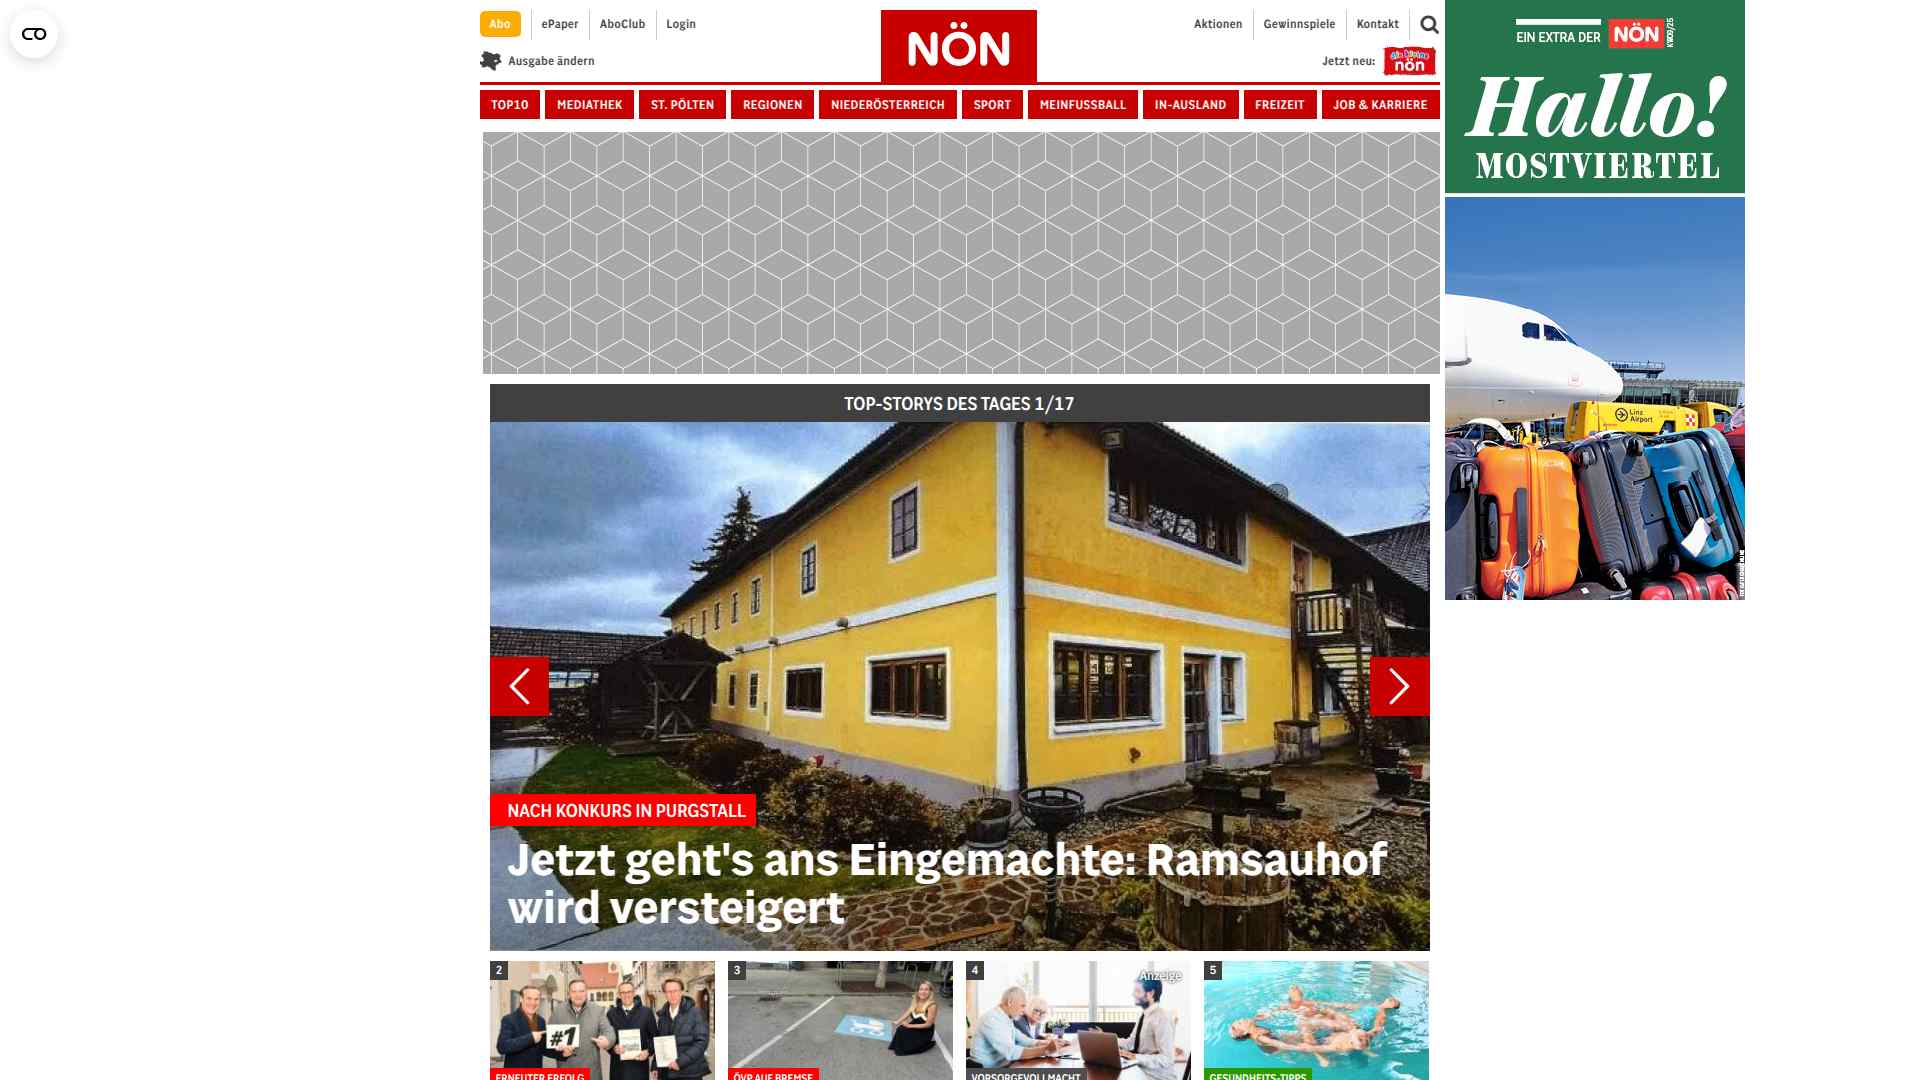 Abo
ePaper
AboClub
Login
NÖN
Aktionen
Gewinnspiele
Kontakt
Ausgabe ändern
Jetzt neu:
die kleine
nön
TOP10
MEDIATHEK
ST. PÖLTEN
REGIONEN
NIEDERÖSTERREICH
SPORT
MEINFUSSBALL
IN-AUSLAND
FREIZEIT
JOB & KARRIERE
EIN EXTRA DER NÖN
KW09/25
Hallo!
MOSTVIERTEL
Linz
Airport
TOP-STORYS DES TAGES 1/17
NACH KONKURS IN PURGSTALL
Jetzt geht's ans Eingemachte: Ramsauhof
wird versteigert
2
#1
ERNEUTER ERFOLG
3
ÖVP AUF BREMSE
4
Anzeige
VORSORGEVOLLMACHT
5
GESUNDHEITS-TIPPS